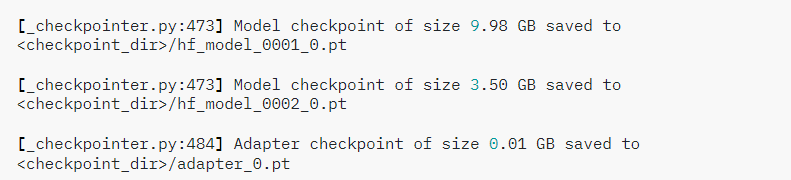 [_checkpointer.py:473] Model checkpoint of size 9.98 GB saved to
<checkpoint_dir>/hf_model_0001_0.pt
[_checkpointer.py:473] Model checkpoint of size 3.50 GB saved to
<checkpoint_dir>/hf_model_0002_0.pt
[_checkpointer.py:484] Adapter checkpoint of size 0.01 GB saved to
<checkpoint_dir>/adapter_0.pt